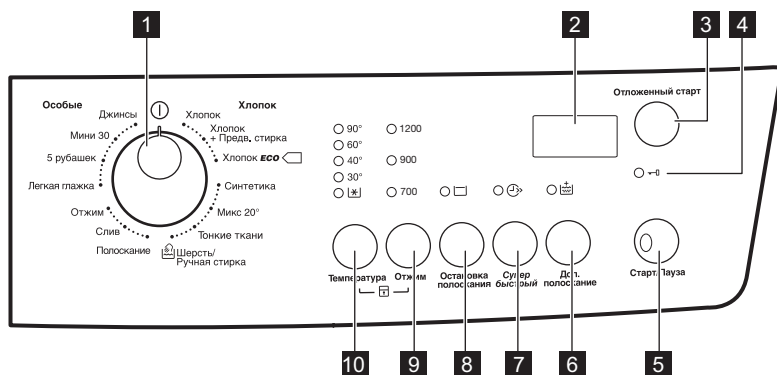 1
2
3
4
Особые
Хлопок
Джинсы
Мини 30
5 рубашек
Легкая глажка
Отжим
Слив
Полоскание
Хлопок
Хлопок
+ Предв. стирка
Хлопок ECO
Синтетика
Микс 20°
Тонкие ткани
Шерсть/
Ручная стирка
90°
60°
40°
30°
1200
900
700
Отложенный старт
Температура
Отжим
Остановка
полоскания
Супер
быстрый
Доп.
полоскание
Старт/Пауза
10
9
8
7
6
5